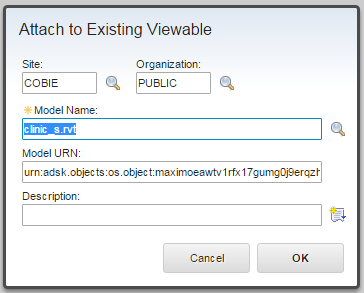 Attach to Existing Viewable
Site: Organization:
COBIE PUBLIC
Model Name:
clinic_s.rvt
Model URN:
urn:adsk.objects:os.object:maximoeawtv1rfx17gumg0j9erqzh
Description:
Cancel OK